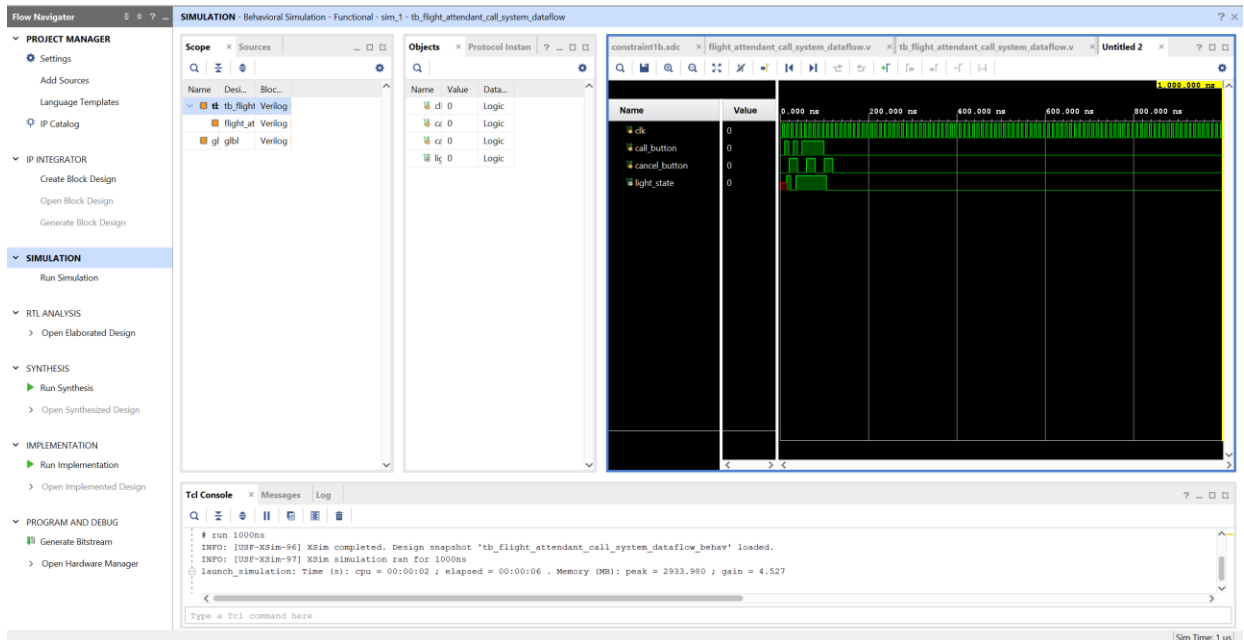 Flow Navigator ? _
SIMULATION - Behavioral Simulation - Functional - sim_1 - tb_flight_attendant_call_system_dataflow ? ×
PROJECT MANAGER
Settings
Add Sources
Language Templates
IP Catalog
IP INTEGRATOR
Create Block Design
Open Block Design
Generate Block Design
SIMULATION
Run Simulation
RTL ANALYSIS
Open Elaborated Design
SYNTHESIS
Run Synthesis
Open Synthesized Design
IMPLEMENTATION
Run Implementation
Open Implemented Design
PROGRAM AND DEBUG
Generate Bitstream
Open Hardware Manager
Scope × Sources
Name Desi... Bloc...
tb_flight Verilog
flight_at Verilog
gl glbl Verilog
Objects × Protocol Instan ?
Name Value Data...
cl 0 Logic
ca 0 Logic
ca 0 Logic
lig 0 Logic
constraint1b.xdc × flight_attendant_call_system_dataflow.v × tb_flight_attendant_call_system_dataflow.v × Untitled 2 × ?
1,000.000 ns
Name Value 0.000 ns 200.000 ns 400.000 ns 600.000 ns 800.000 ns
clk 0
call_button 0
cancel_button 0
light_state 0
Tcl Console × Messages Log ?
# run 1000ns
INFO: [USF-XSim-96] XSim completed. Design snapshot 'tb_flight_attendant_call_system_dataflow_behav' loaded.
INFO: [USF-XSim-97] XSim simulation ran for 1000ns
launch_simulation: Time (s): cpu = 00:00:02 ; elapsed = 00:00:06 . Memory (MB): peak = 2933.980 ; gain = 4.527
Type a Tcl command here
Sim Time: 1 us